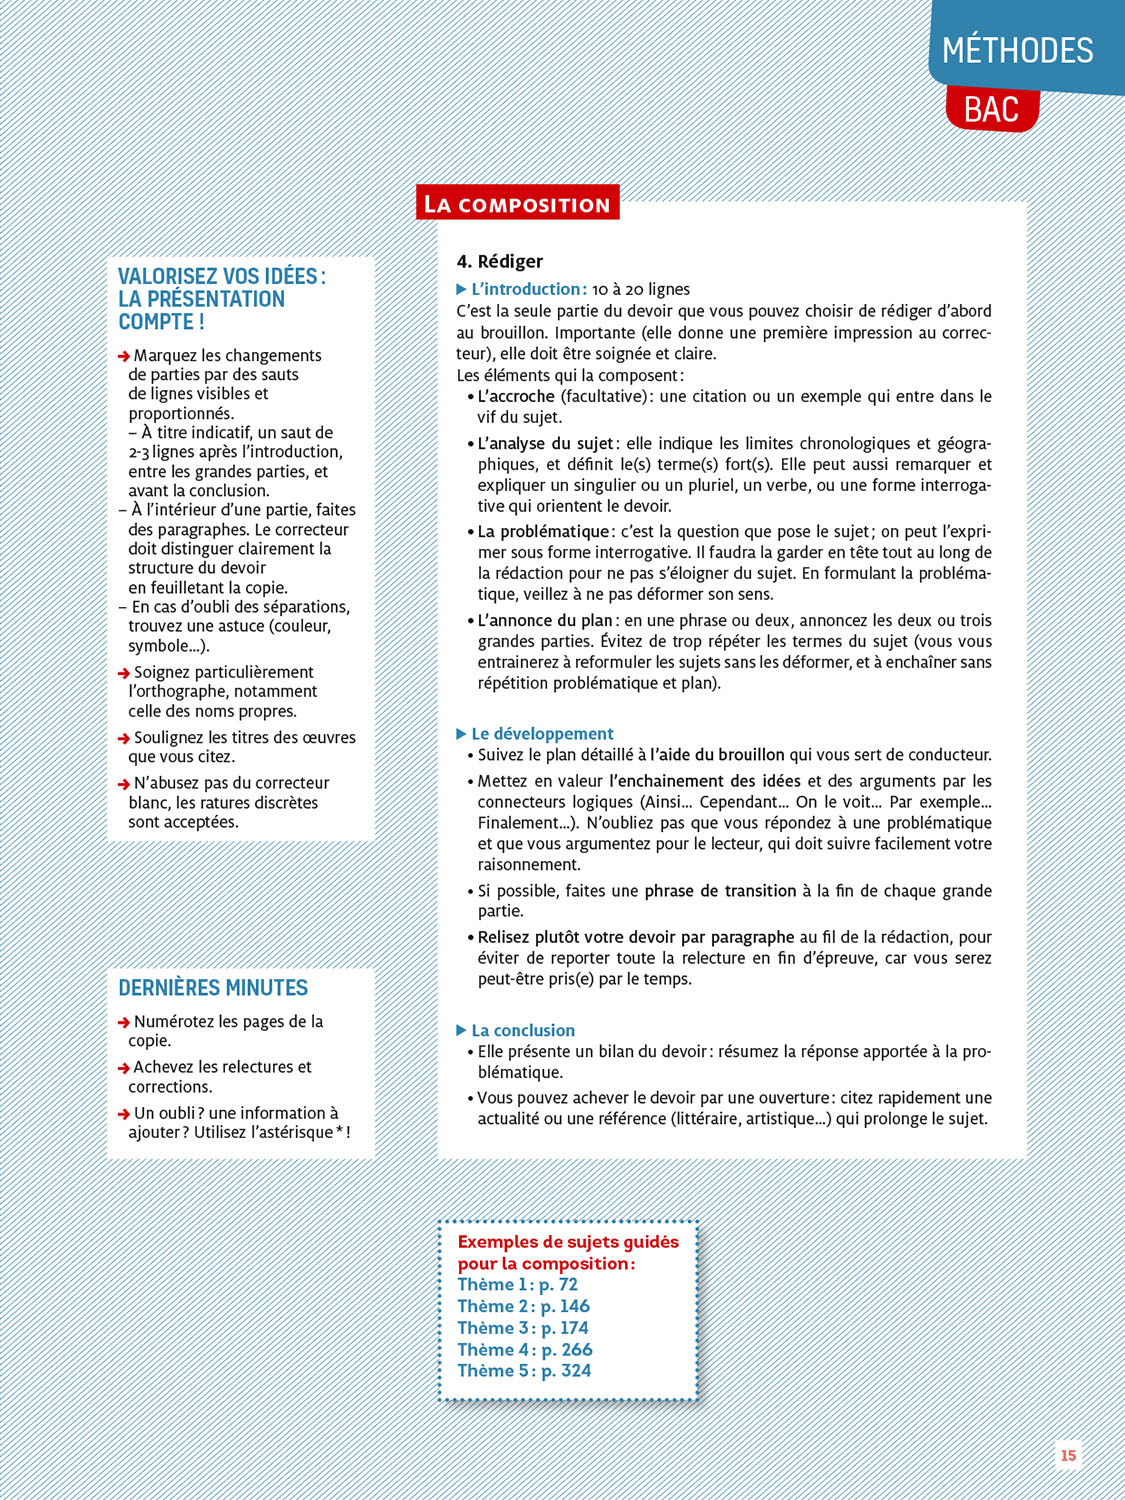 MÉTHODES
BAC
LA COMPOSITION
VALORISEZ VOS IDÉES :
LA PRÉSENTATION
COMPTE !
➔ Marquez les changements
de parties par des sauts
de lignes visibles et
proportionnés.
– À titre indicatif, un saut de
2-3 lignes après l’introduction,
entre les grandes parties, et
avant la conclusion.
– À l’intérieur d’une partie, faites
des paragraphes. Le correcteur
doit distinguer clairement la
structure du devoir
en feuilletant la copie.
– En cas d’oubli des séparations,
trouvez une astuce (couleur,
symbole…).
➔ Soignez particulièrement
l’orthographe, notamment
celle des noms propres.
➔ Soulignez les titres des œuvres
que vous citez.
➔ N’abusez pas du correcteur
blanc, les ratures discrètes
sont acceptées.
DERNIÈRES MINUTES
➔ Numérotez les pages de la
copie.
➔ Achevez les relectures et
corrections.
➔ Un oubli ? une information à
ajouter ? Utilisez l’astérisque * !
4. Rédiger
▶ L’introduction : 10 à 20 lignes
C’est la seule partie du devoir que vous pouvez choisir de rédiger d’abord
au brouillon. Importante (elle donne une première impression au correc-
teur), elle doit être soignée et claire.
Les éléments qui la composent :
• L’accroche (facultative) : une citation ou un exemple qui entre dans le
vif du sujet.
• L’analyse du sujet : elle indique les limites chronologiques et géogra-
phiques, et définit le(s) terme(s) fort(s). Elle peut aussi remarquer et
expliquer un singulier ou un pluriel, un verbe, ou une forme interroga-
tive qui orientent le devoir.
• La problématique : c’est la question que pose le sujet ; on peut l’expri-
mer sous forme interrogative. Il faudra la garder en tête tout au long de
la rédaction pour ne pas s’éloigner du sujet. En formulant la probléma-
tique, veillez à ne pas déformer son sens.
• L’annonce du plan : en une phrase ou deux, annoncez les deux ou trois
grandes parties. Évitez de trop répéter les termes du sujet (vous vous
entrainerez à reformuler les sujets sans les déformer, et à enchaîner sans
répétition problématique et plan).
▶ Le développement
• Suivez le plan détaillé à l’aide du brouillon qui vous sert de conducteur.
• Mettez en valeur l’enchainement des idées et des arguments par les
connecteurs logiques (Ainsi… Cependant… On le voit… Par exemple…
Finalement…). N’oubliez pas que vous répondez à une problématique
et que vous argumentez pour le lecteur, qui doit suivre facilement votre
raisonnement.
• Si possible, faites une phrase de transition à la fin de chaque grande
partie.
• Relisez plutôt votre devoir par paragraphe au fil de la rédaction, pour
éviter de reporter toute la relecture en fin d’épreuve, car vous serez
peut-être pris(e) par le temps.
▶ La conclusion
• Elle présente un bilan du devoir : résumez la réponse apportée à la pro-
blématique.
• Vous pouvez achever le devoir par une ouverture : citez rapidement une
actualité ou une référence (littéraire, artistique…) qui prolonge le sujet.
Exemples de sujets guidés
pour la composition :
Thème 1 : p. 72
Thème 2 : p. 146
Thème 3 : p. 174
Thème 4 : p. 266
Thème 5 : p. 324
15